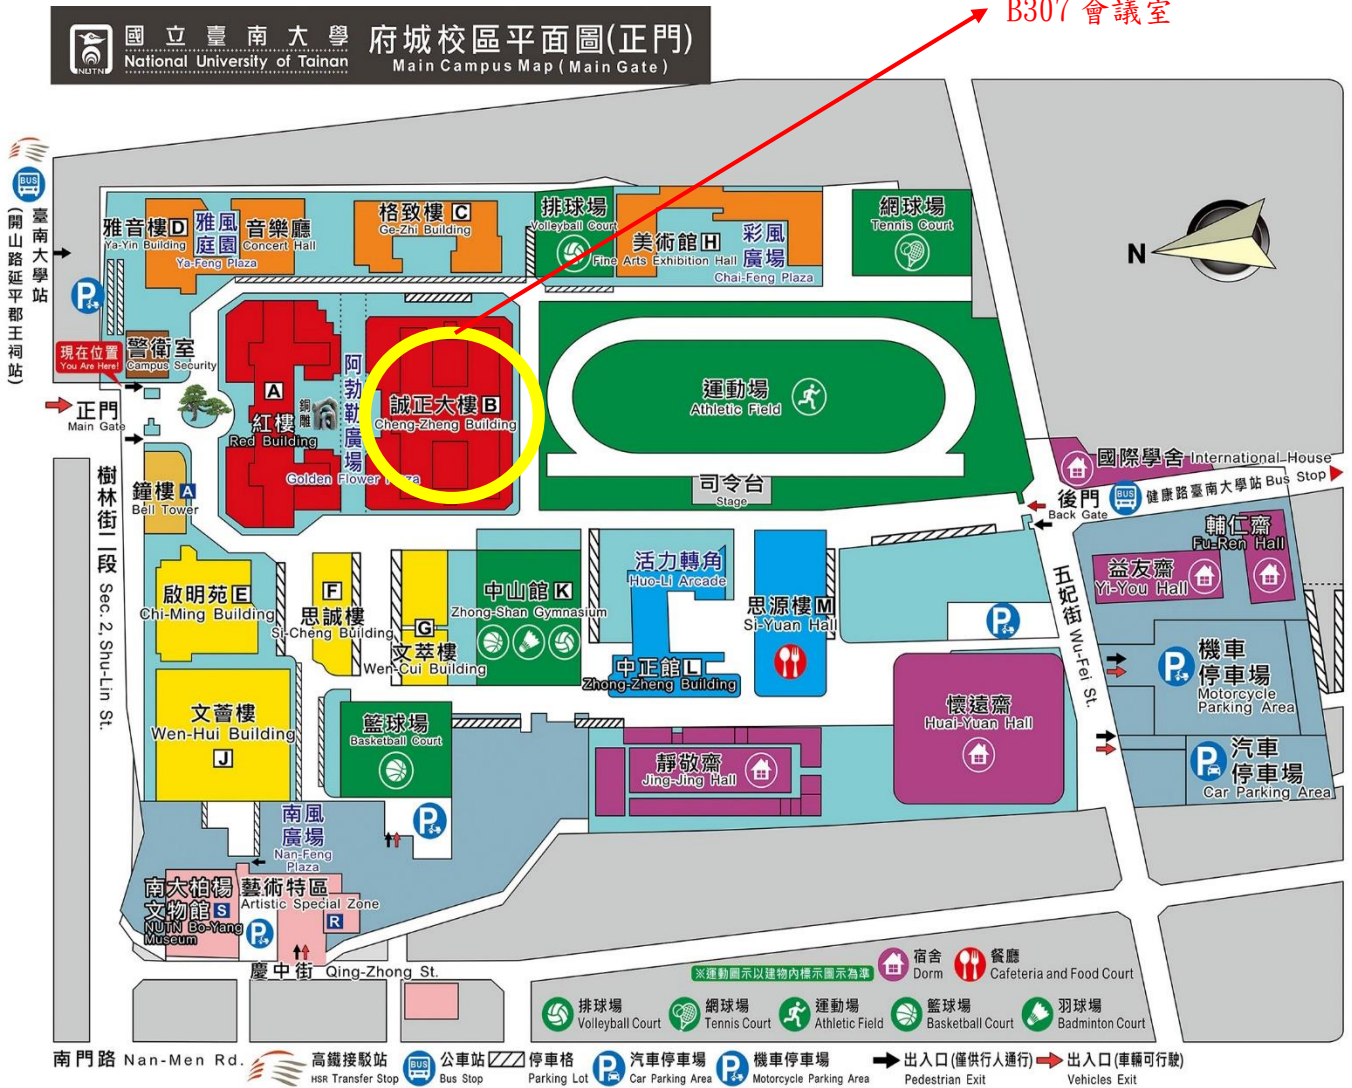 B307 會議室
國立臺南大學
National University of Tainan
NUTN
府城校區平面圖(正門)
Main Campus Map (Main Gate)
BUS
臺南大學站
(開山路延平郡王祠站)
雅音樓 D
Ya-Yin Building
雅風庭園
Ya-Feng Plaza
音樂廳
Concert Hall
格致樓 C
Ge-Zhi Building
排球場
Volleyball Court
美術館 H
Fine Arts Exhibition Hall
彩風廣場
Chai-Feng Plaza
網球場
Tennis Court
N
P
警衛室
Campus Security
現在位置
You Are Here!
正門
Main Gate
A
紅樓
Red Building
銅雕
阿勃勒廣場
Golden Flower Plaza
誠正大樓 B
Cheng-Zheng Building
運動場
Athletic Field
司令台
Stage
國際學舍 International House
後門
Back Gate
BUS
健康路臺南大學站 Bus Stop
鐘樓 A
Bell Tower
樹林街二段 Sec. 2, Shu-Lin St.
啟明苑 E
Chi-Ming Building
F
思誠樓
Si-Cheng Building
G
文萃樓
Wen-Cui Building
中山館 K
Zhong-Shan Gymnasium
活力轉角
Huo-Li Arcade
中正館 L
Zhong-Zheng Building
思源樓 M
Si-Yuan Hall
P
五妃街 Wu-Fei St.
輔仁齋
Fu-Ren Hall
益友齋
Yi-You Hall
P
機車停車場
Motorcycle Parking Area
P
汽車停車場
Car Parking Area
文薈樓
Wen-Hui Building
J
籃球場
Basketball Court
靜敬齋
Jing-Jing Hall
懷遠齋
Huai-Yuan Hall
P
南風廣場
Nan-Feng Plaza
南大柏楊文物館 S
NUTN Bo-Yang Museum
藝術特區
Artistic Special Zone
R
P
慶中街 Qing-Zhong St.
※運動圖示以建物內標示圖示為準
宿舍
Dorm
餐廳
Cafeteria and Food Court
排球場
Volleyball Court
網球場
Tennis Court
運動場
Athletic Field
籃球場
Basketball Court
羽球場
Badminton Court
南門路 Nan-Men Rd.
高鐵接駁站
HSR Transfer Stop
BUS
公車站
Bus Stop
停車格
Parking Lot
P
汽車停車場
Car Parking Area
P
機車停車場
Motorcycle Parking Area
出入口(僅供行人通行)
Pedestrian Exit
出入口(車輛可行駛)
Vehicles Exit